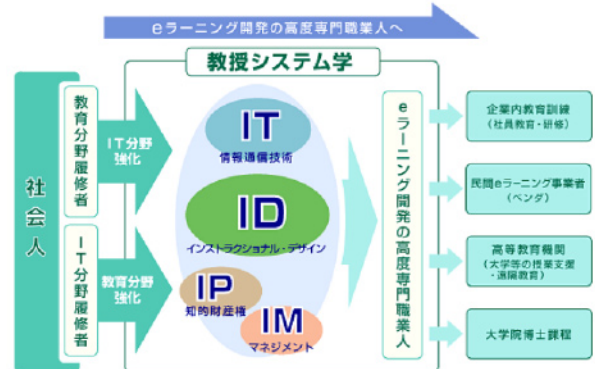 eラーニング開発の高度専門職業人へ
教授システム学
社会人
教育分野履修者
IT分野履修者
IT分野
強化
教育分野
強化
IT
情報通信技術
ID
インストラクショナル・デザイン
IP
知的財産権
IM
マネジメント
eラーニング開発の高度専門職業人
企業内教育訓練
(社員教育・研修)
民間eラーニング事業者
(ベンダ)
高等教育機関
(大学等の授業支援
・遠隔教育)
大学院博士課程